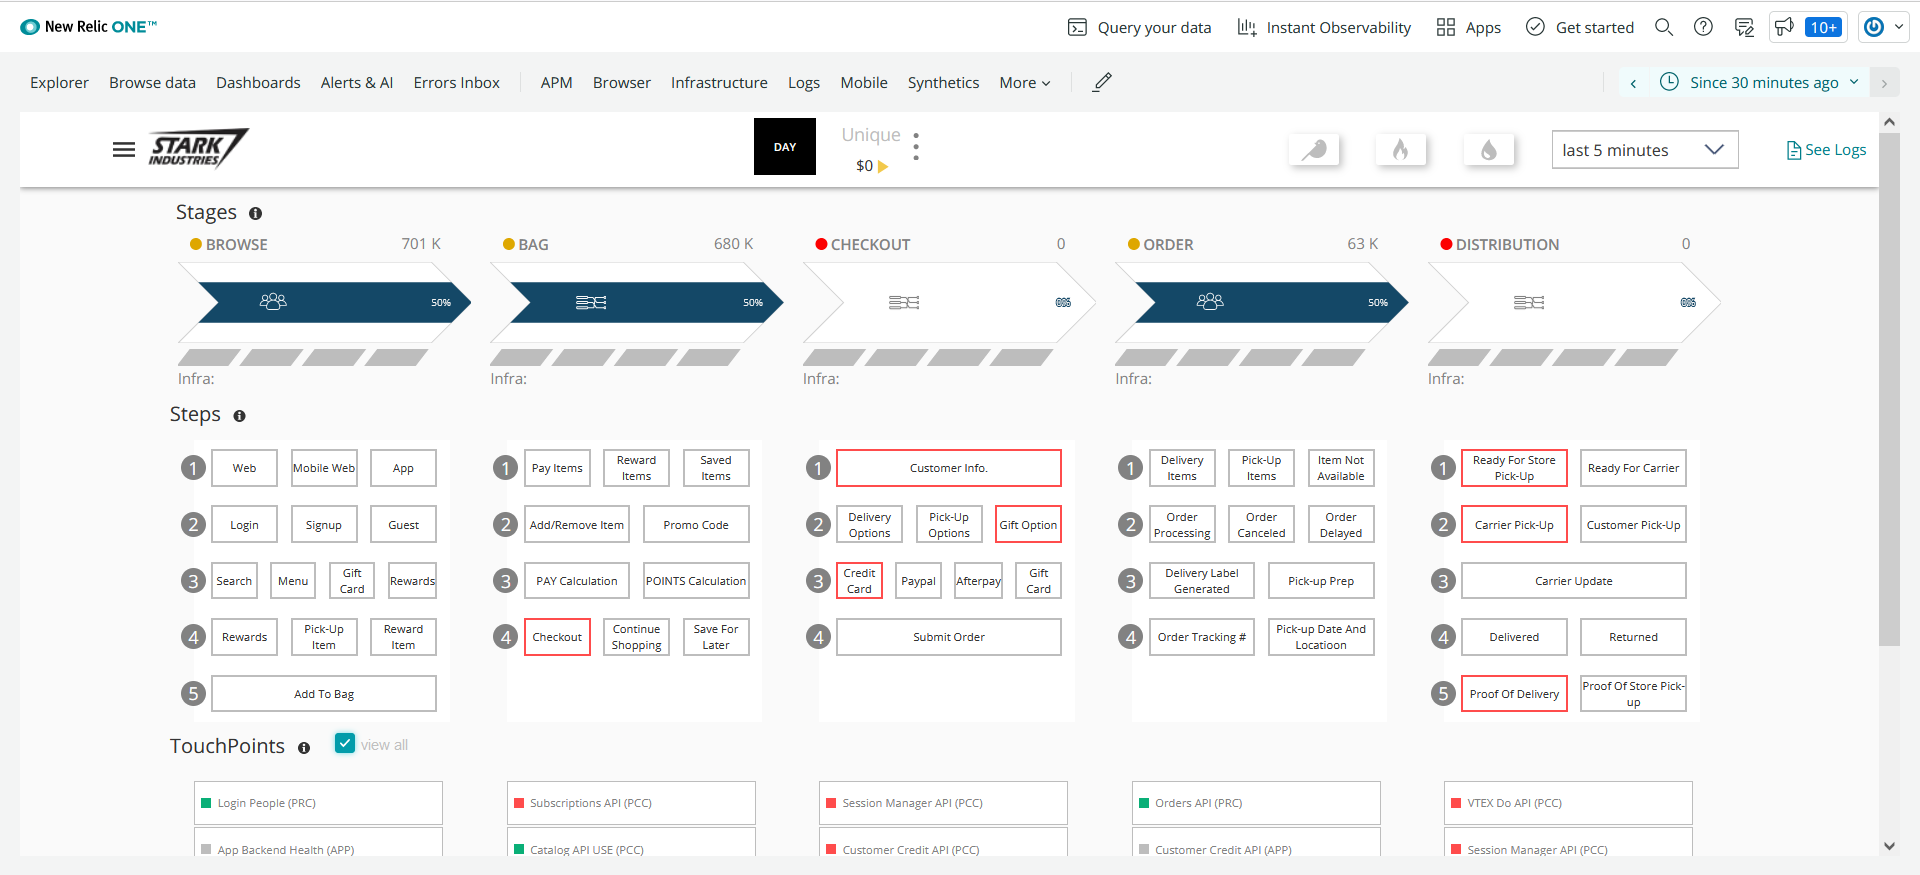 New Relic ONE™
Query your data
Instant Observability
Apps
Get started
10+
Explorer
Browse data
Dashboards
Alerts & AI
Errors Inbox
APM
Browser
Infrastructure
Logs
Mobile
Synthetics
More
Since 30 minutes ago
STARK
INDUSTRIES
DAY
Unique
$0
last 5 minutes
See Logs
Stages
BROWSE 701 K
BAG 680 K
CHECKOUT 0
ORDER 63 K
DISTRIBUTION 0
50%
50%
0%
50%
0%
Infra:
Infra:
Infra:
Infra:
Infra:
Steps
1 Web Mobile Web App
2 Login Signup Guest
3 Search Menu Gift Card Rewards
4 Rewards Pick-Up Item Reward Item
5 Add To Bag
1 Pay Items Reward Items Saved Items
2 Add/Remove Item Promo Code
3 PAY Calculation POINTS Calculation
4 Checkout Continue Shopping Save For Later
1 Customer Info.
2 Delivery Options Pick-Up Options Gift Option
3 Credit Card Paypal Afterpay Gift Card
4 Submit Order
1 Delivery Items Pick-Up Items Item Not Available
2 Order Processing Order Canceled Order Delayed
3 Delivery Label Generated Pick-up Prep
4 Order Tracking # Pick-up Date And Locatioon
1 Ready For Store Pick-Up Ready For Carrier
2 Carrier Pick-Up Customer Pick-Up
3 Carrier Update
4 Delivered Returned
5 Proof Of Delivery Proof Of Store Pick-up
TouchPoints
view all
Login People (PRC)
Subscriptions API (PCC)
Session Manager API (PCC)
Orders API (PRC)
VTEX Do API (PCC)
App Backend Health (APP)
Catalog API USE (PCC)
Customer Credit API (PCC)
Customer Credit API (APP)
Session Manager API (PCC)